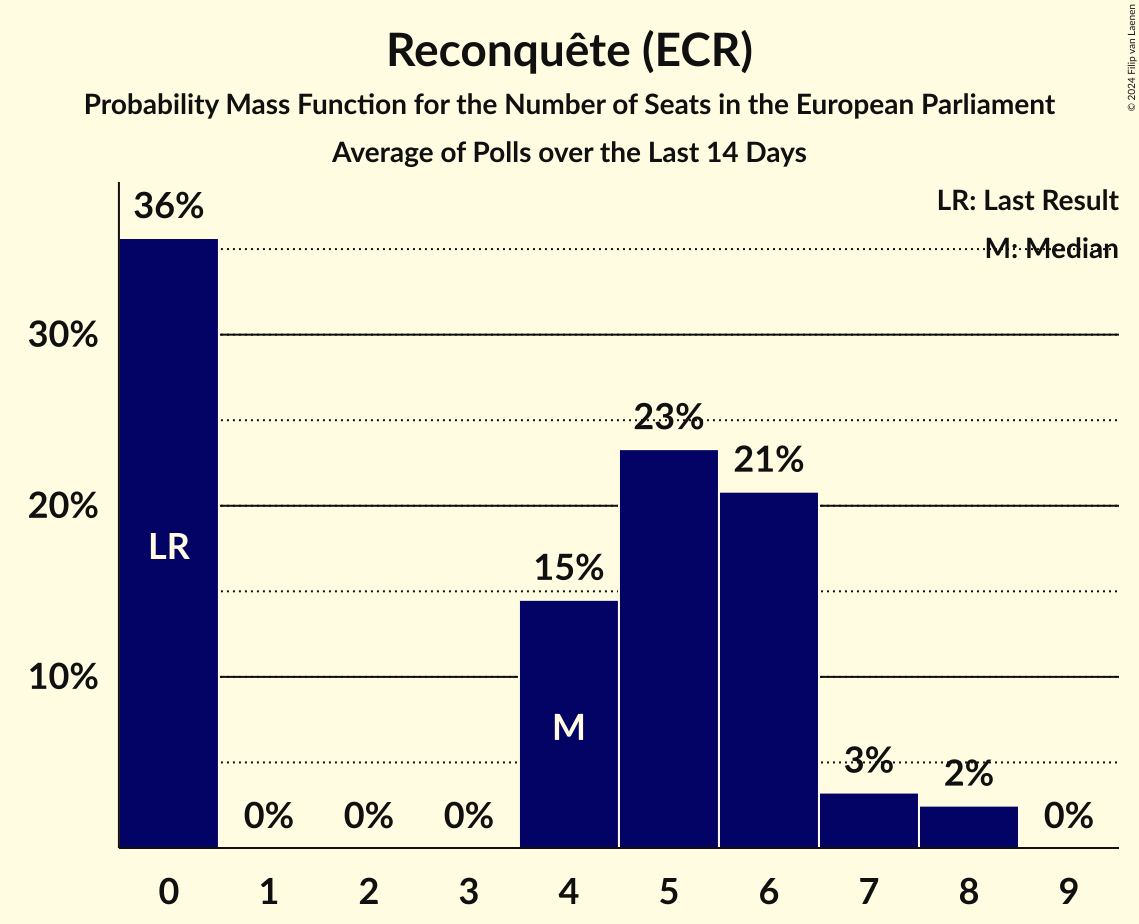 Reconquête (ECR)
Probability Mass Function for the Number of Seats in the European Parliament
Average of Polls over the Last 14 Days
© 2024 Filip van Laenen
LR: Last Result
M: Median
36%
30%
23%
21%
20%
LR
15%
10%
M
3%
2%
0%
0%
0%
0%
0 1 2 3 4 5 6 7 8 9